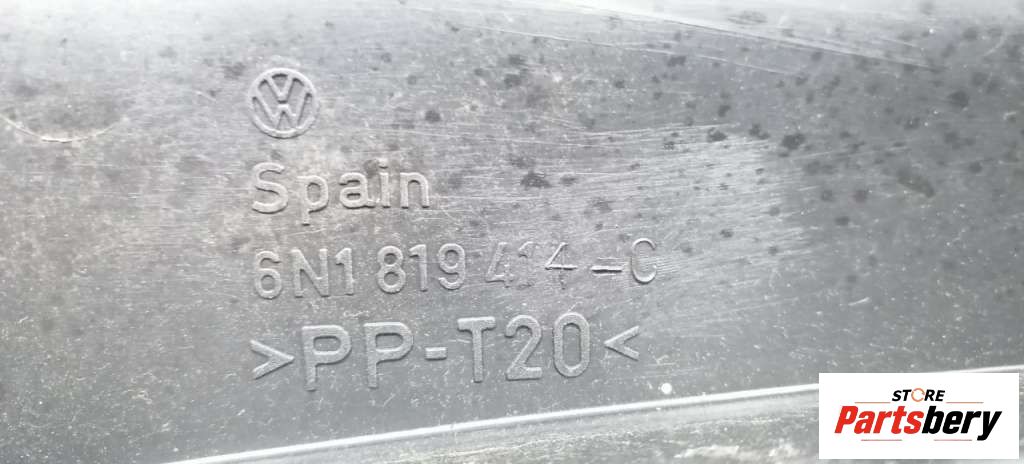 VW
Spain
6N1 819 414-C
>PP-T20<
STORE
Partsbery